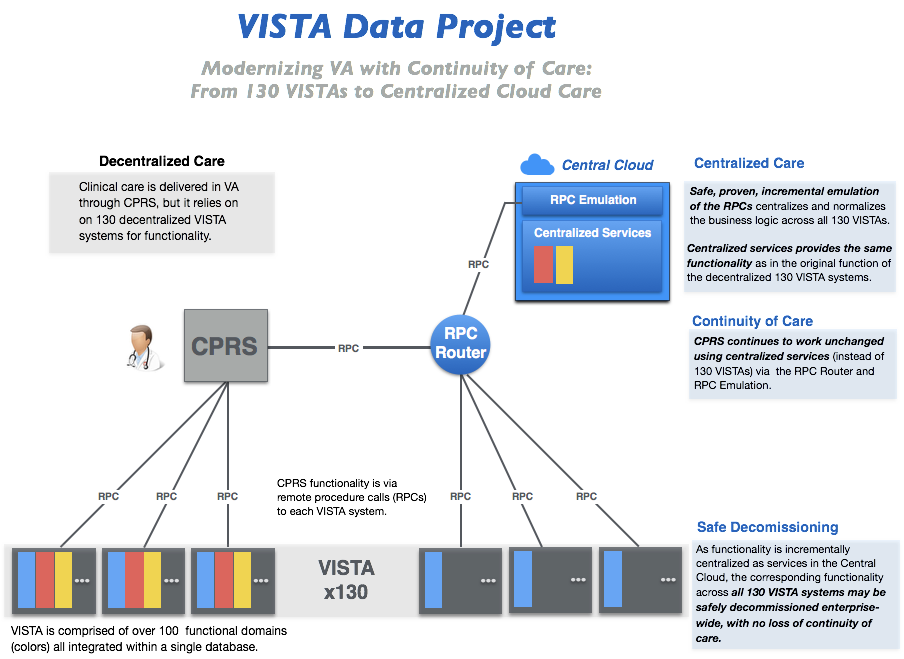 VISTA Data Project
Modernizing VA with Continuity of Care:
From 130 VISTAs to Centralized Cloud Care
Decentralized Care
Clinical care is delivered in VA
through CPRS, but it relies on
on 130 decentralized VISTA
systems for functionality.
Central Cloud
RPC Emulation
Centralized Services
Centralized Care
Safe, proven, incremental emulation
of the RPCs centralizes and normalizes
the business logic across all 130 VISTAs.
Centralized services provides the same
functionality as in the original function of
the decentralized 130 VISTA systems.
RPC
Continuity of Care
CPRS continues to work unchanged
using centralized services (instead of
130 VISTAs) via the RPC Router and
RPC Emulation.
CPRS
RPC
RPC
Router
CPRS functionality is via
remote procedure calls (RPCs)
to each VISTA system.
RPC
RPC
RPC
RPC
RPC
RPC
Safe Decomissioning
As functionality is incrementally
centralized as services in the Central
Cloud, the corresponding functionality
across all 130 VISTA systems may be
safely decommissioned enterprise-
wide, with no loss of continuity of
care.
...
...
...
VISTA
x130
...
...
...
VISTA is comprised of over 100 functional domains
(colors) all integrated within a single database.